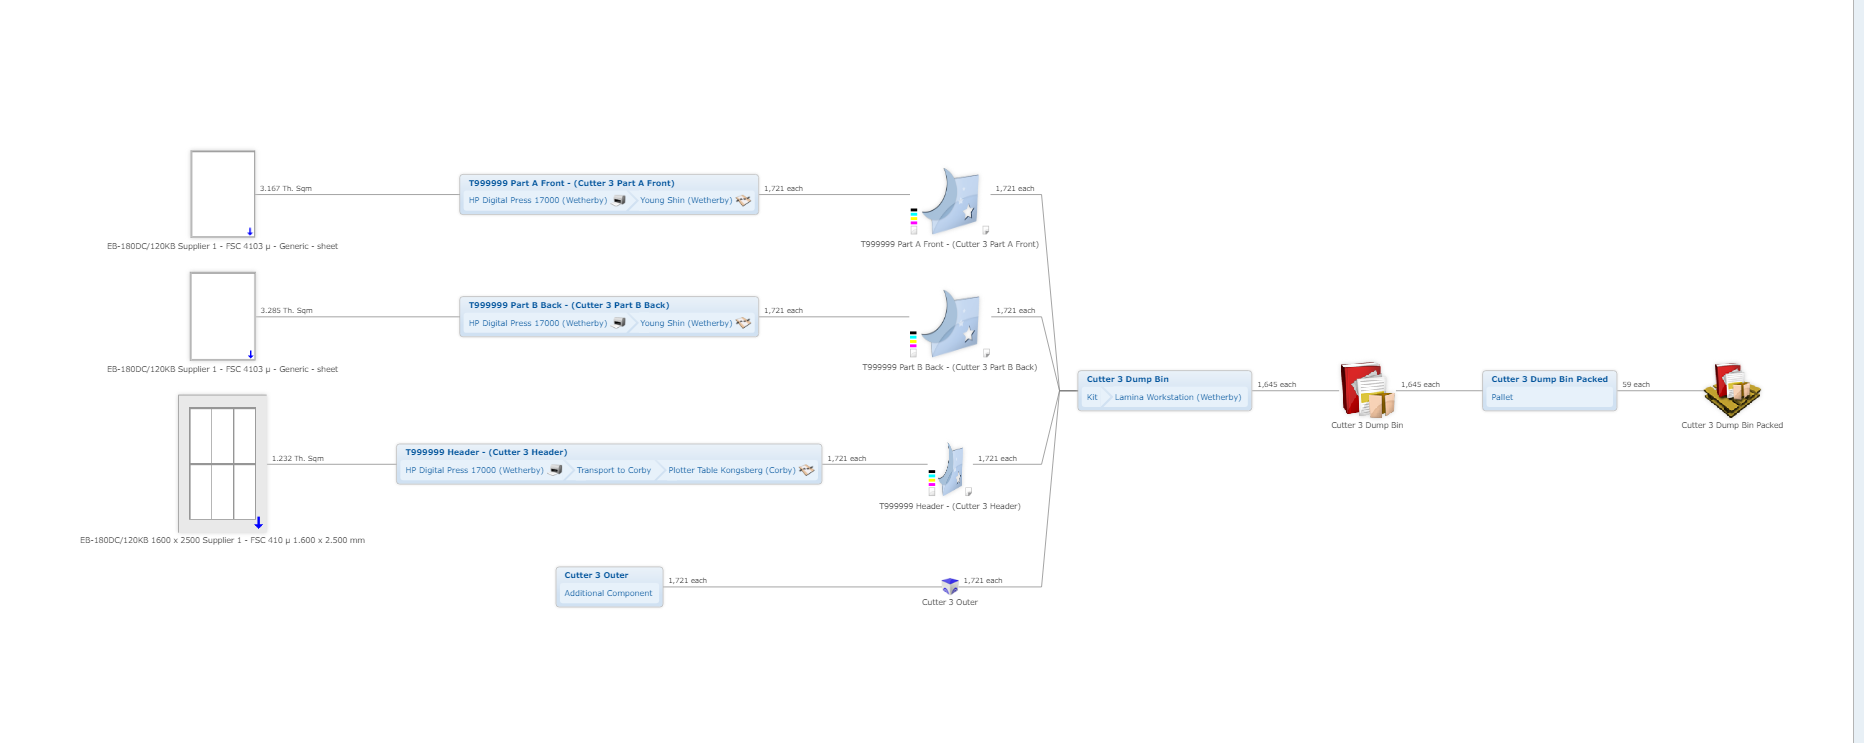 3.167 Th. Sqm
T999999 Part A Front - (Cutter 3 Part A Front)
HP Digital Press 17000 (Wetherby)
Young Shin (Wetherby)
1,721 each
1,721 each
EB-180DC/120KB Supplier 1 - FSC 4103 µ - Generic - sheet
T999999 Part A Front - (Cutter 3 Part A Front)
3.285 Th. Sqm
T999999 Part B Back - (Cutter 3 Part B Back)
HP Digital Press 17000 (Wetherby)
Young Shin (Wetherby)
1,721 each
1,721 each
EB-180DC/120KB Supplier 1 - FSC 4103 µ - Generic - sheet
T999999 Part B Back - (Cutter 3 Part B Back)
Cutter 3 Dump Bin
Kit
Lamina Workstation (Wetherby)
1,645 each
1,645 each
Cutter 3 Dump Bin
Cutter 3 Dump Bin Packed
Pallet
59 each
Cutter 3 Dump Bin Packed
1.232 Th. Sqm
T999999 Header - (Cutter 3 Header)
HP Digital Press 17000 (Wetherby)
Transport to Corby
Plotter Table Kongsberg (Corby)
1,721 each
1,721 each
T999999 Header - (Cutter 3 Header)
EB-180DC/120KB 1600 x 2500 Supplier 1 - FSC 410 µ 1.600 x 2.500 mm
Cutter 3 Outer
Additional Component
1,721 each
1,721 each
Cutter 3 Outer